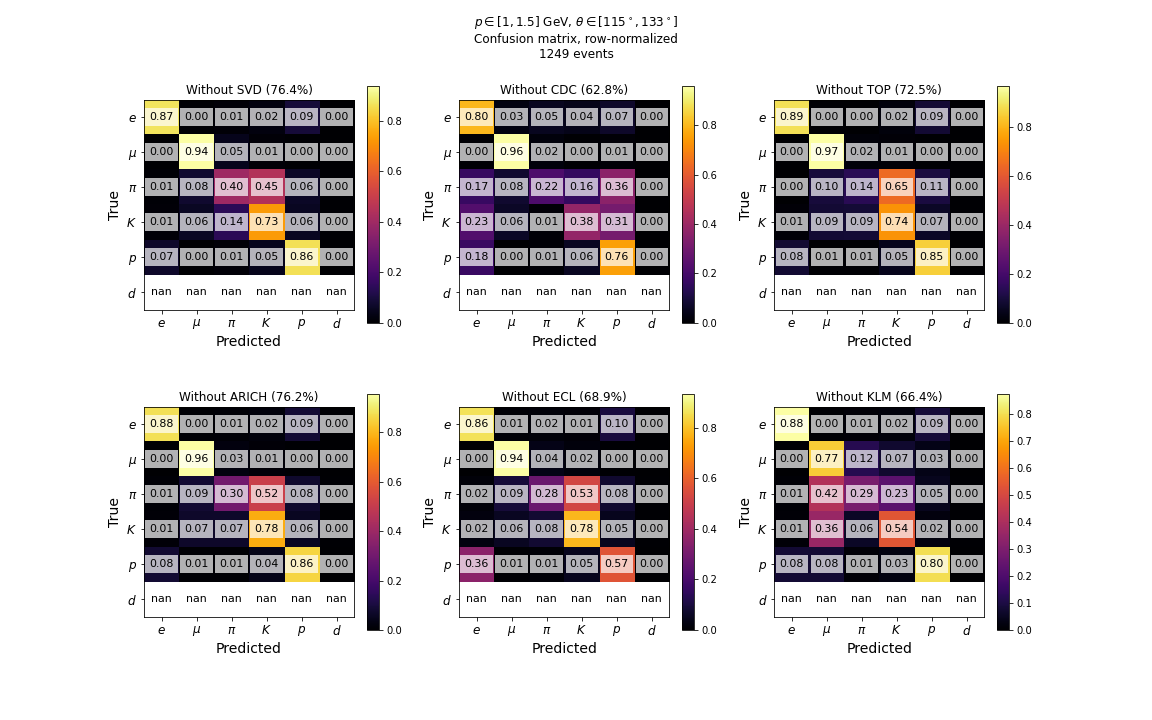 p ∈ [1, 1.5] GeV, θ ∈ [115°, 133°]
Confusion matrix, row-normalized
1249 events
Without SVD (76.4%)
e 0.87 0.00 0.01 0.02 0.09 0.00
μ 0.00 0.94 0.05 0.01 0.00 0.00
π 0.01 0.08 0.40 0.45 0.06 0.00
K 0.01 0.06 0.14 0.73 0.06 0.00
p 0.07 0.00 0.01 0.05 0.86 0.00
d nan nan nan nan nan nan
e μ π K p d
True
Predicted
0.8
0.6
0.4
0.2
0.0
Without CDC (62.8%)
e 0.80 0.03 0.05 0.04 0.07 0.00
μ 0.00 0.96 0.02 0.00 0.01 0.00
π 0.17 0.08 0.22 0.16 0.36 0.00
K 0.23 0.06 0.01 0.38 0.31 0.00
p 0.18 0.00 0.01 0.06 0.76 0.00
d nan nan nan nan nan nan
e μ π K p d
True
Predicted
0.8
0.6
0.4
0.2
0.0
Without TOP (72.5%)
e 0.89 0.00 0.00 0.02 0.09 0.00
μ 0.00 0.97 0.02 0.01 0.00 0.00
π 0.00 0.10 0.14 0.65 0.11 0.00
K 0.01 0.09 0.09 0.74 0.07 0.00
p 0.08 0.01 0.01 0.05 0.85 0.00
d nan nan nan nan nan nan
e μ π K p d
True
Predicted
0.8
0.6
0.4
0.2
0.0
Without ARICH (76.2%)
e 0.88 0.00 0.01 0.02 0.09 0.00
μ 0.00 0.96 0.03 0.01 0.00 0.00
π 0.01 0.09 0.30 0.52 0.08 0.00
K 0.01 0.07 0.07 0.78 0.06 0.00
p 0.08 0.01 0.01 0.04 0.86 0.00
d nan nan nan nan nan nan
e μ π K p d
True
Predicted
0.8
0.6
0.4
0.2
0.0
Without ECL (68.9%)
e 0.86 0.01 0.02 0.01 0.10 0.00
μ 0.00 0.94 0.04 0.02 0.00 0.00
π 0.02 0.09 0.28 0.53 0.08 0.00
K 0.02 0.06 0.08 0.78 0.05 0.00
p 0.36 0.01 0.01 0.05 0.57 0.00
d nan nan nan nan nan nan
e μ π K p d
True
Predicted
0.8
0.6
0.4
0.2
0.0
Without KLM (66.4%)
e 0.88 0.00 0.01 0.02 0.09 0.00
μ 0.00 0.77 0.12 0.07 0.03 0.00
π 0.01 0.42 0.29 0.23 0.05 0.00
K 0.01 0.36 0.06 0.54 0.02 0.00
p 0.08 0.08 0.01 0.03 0.80 0.00
d nan nan nan nan nan nan
e μ π K p d
True
Predicted
0.8
0.7
0.6
0.5
0.4
0.3
0.2
0.1
0.0